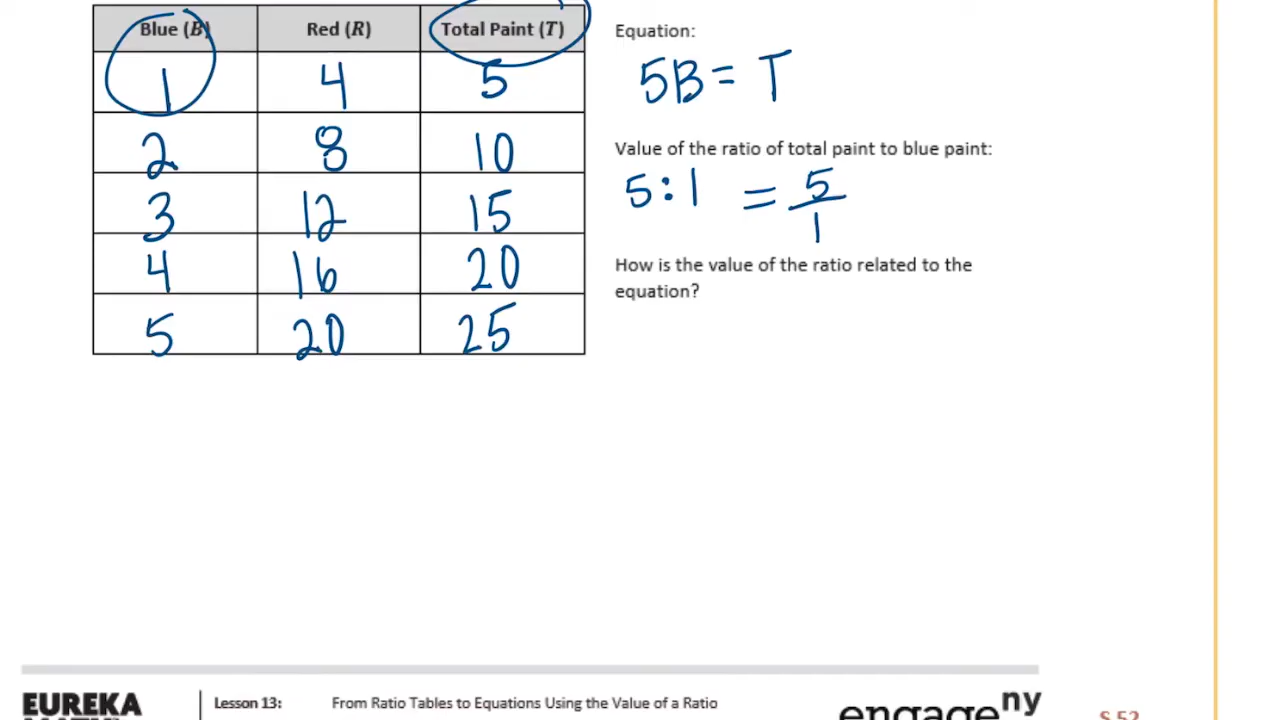 Blue (B) Red (R) Total Paint (T)
1 4 5
2 8 10
3 12 15
4 16 20
5 20 25
Equation:
5B = T
Value of the ratio of total paint to blue paint:
5:1 = 5/1
How is the value of the ratio related to the
equation?
EUREKA
MATH
Lesson 13: From Ratio Tables to Equations Using the Value of a Ratio
engage ny
S.52